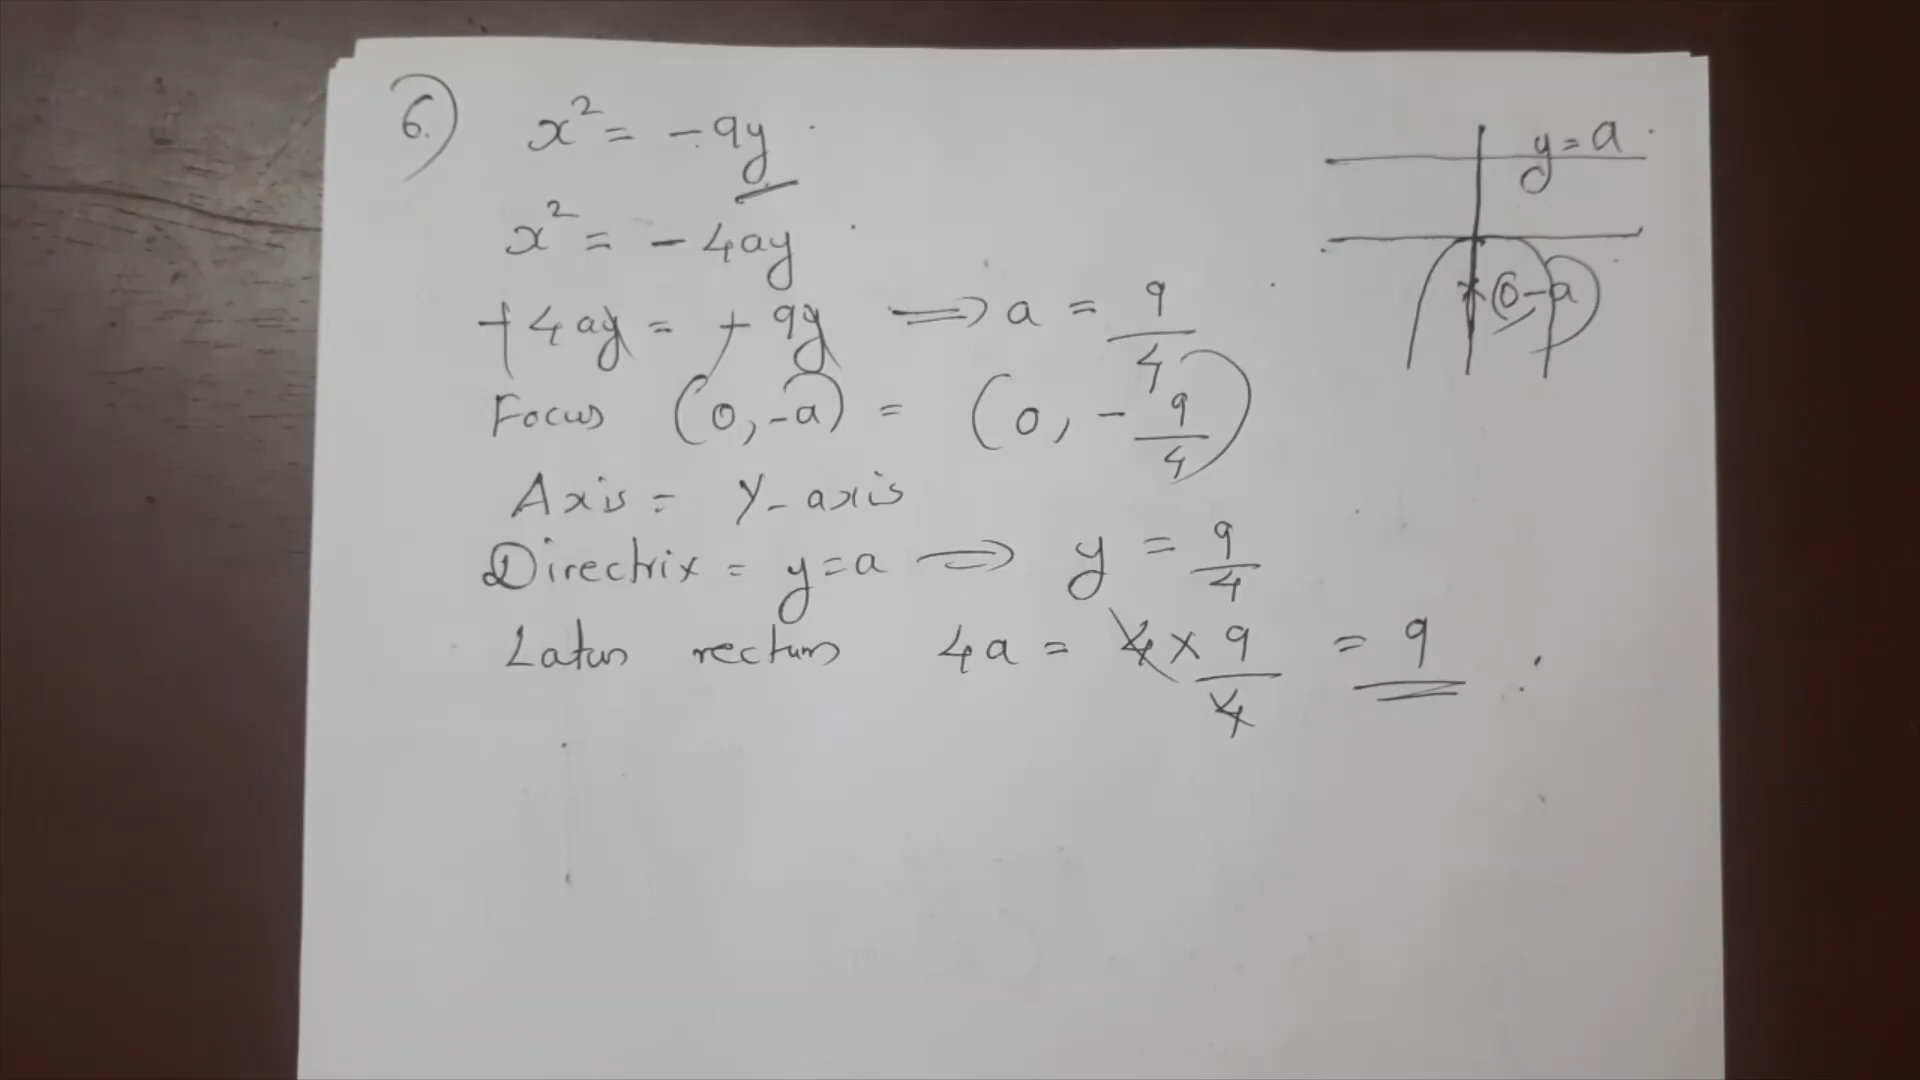 6.) x² = -9y
x² = -4ay
+4ay = +9y ⟹ a = 9/4
Focus (0, -a) = (0, -9/4)
Axis = Y-axis
Directrix = y=a ⟹ y = 9/4
Latus rectum 4a = 4 × 9/4 = 9
y = a
(0-a)